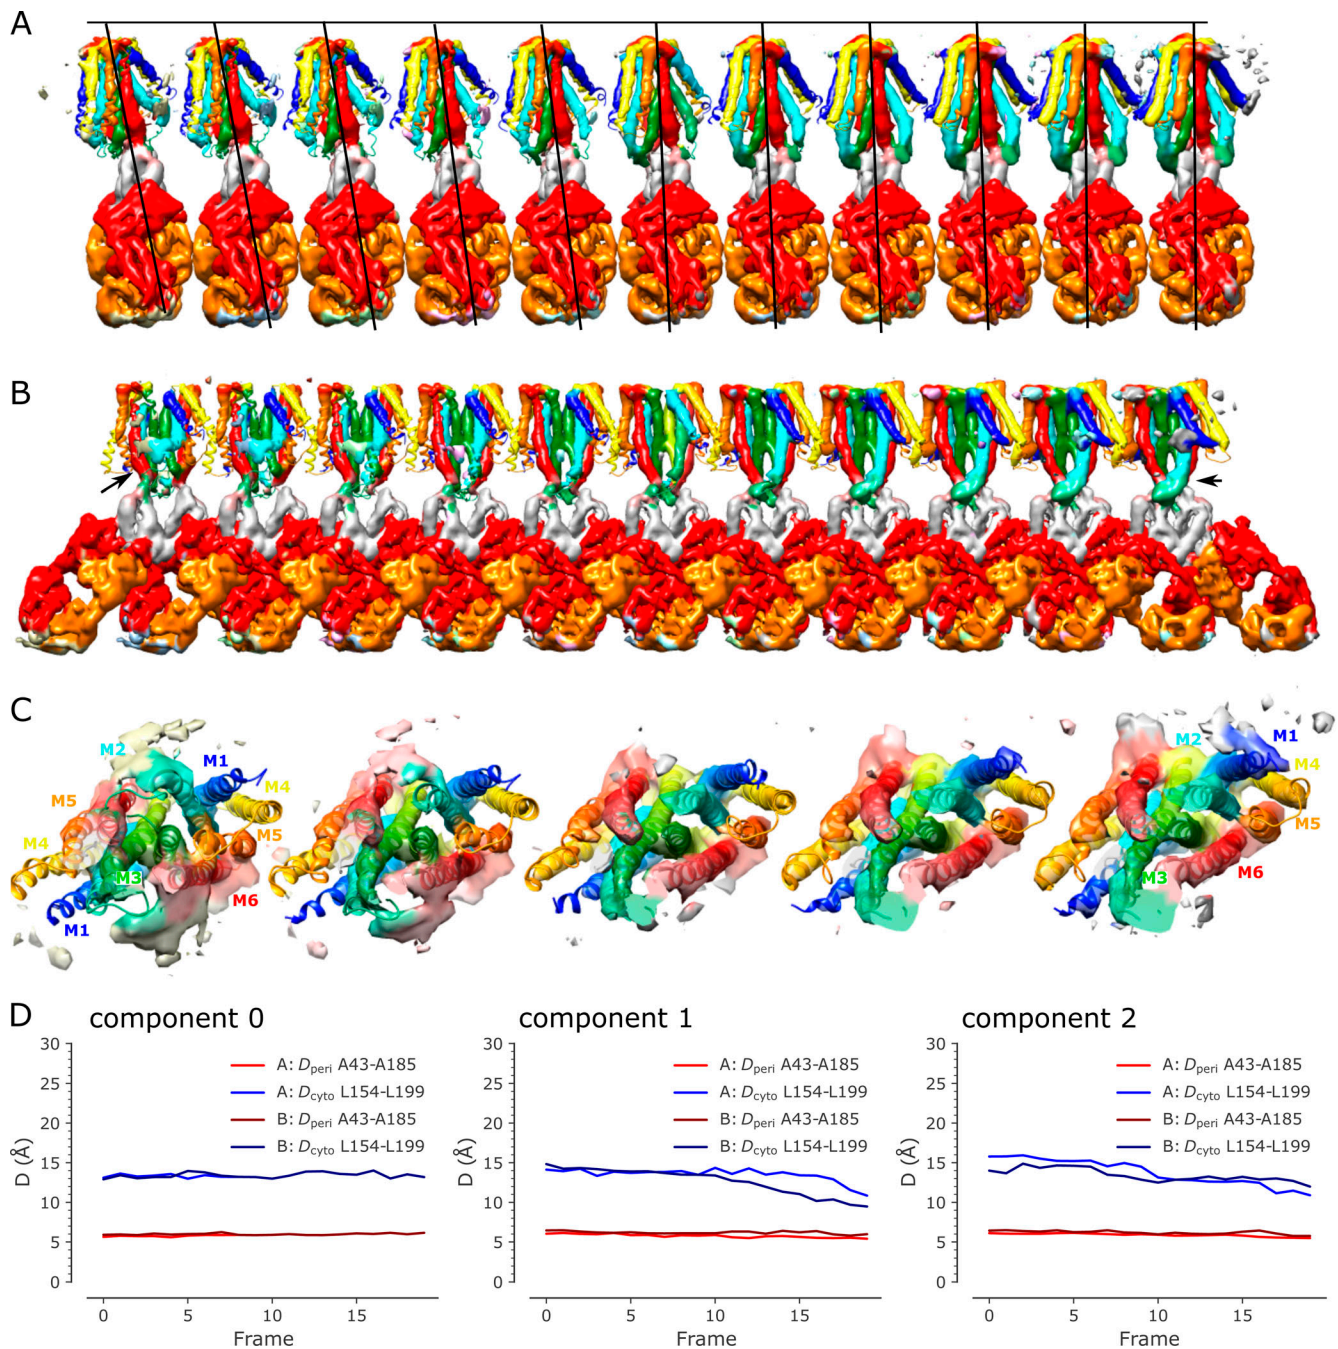 A
B
C
M2
M1
M4
M5
M4
M3
M6
M1
M2
M1
M4
M5
M3
M6
D
component 0
component 1
component 2
30
25
20
15
10
5
0
D (Å)
0
5
10
15
Frame
A: Dperi A43-A185
A: Dcyto L154-L199
B: Dperi A43-A185
B: Dcyto L154-L199
30
25
20
15
10
5
0
D (Å)
0
5
10
15
Frame
A: Dperi A43-A185
A: Dcyto L154-L199
B: Dperi A43-A185
B: Dcyto L154-L199
30
25
20
15
10
5
0
D (Å)
0
5
10
15
Frame
A: Dperi A43-A185
A: Dcyto L154-L199
B: Dperi A43-A185
B: Dcyto L154-L199